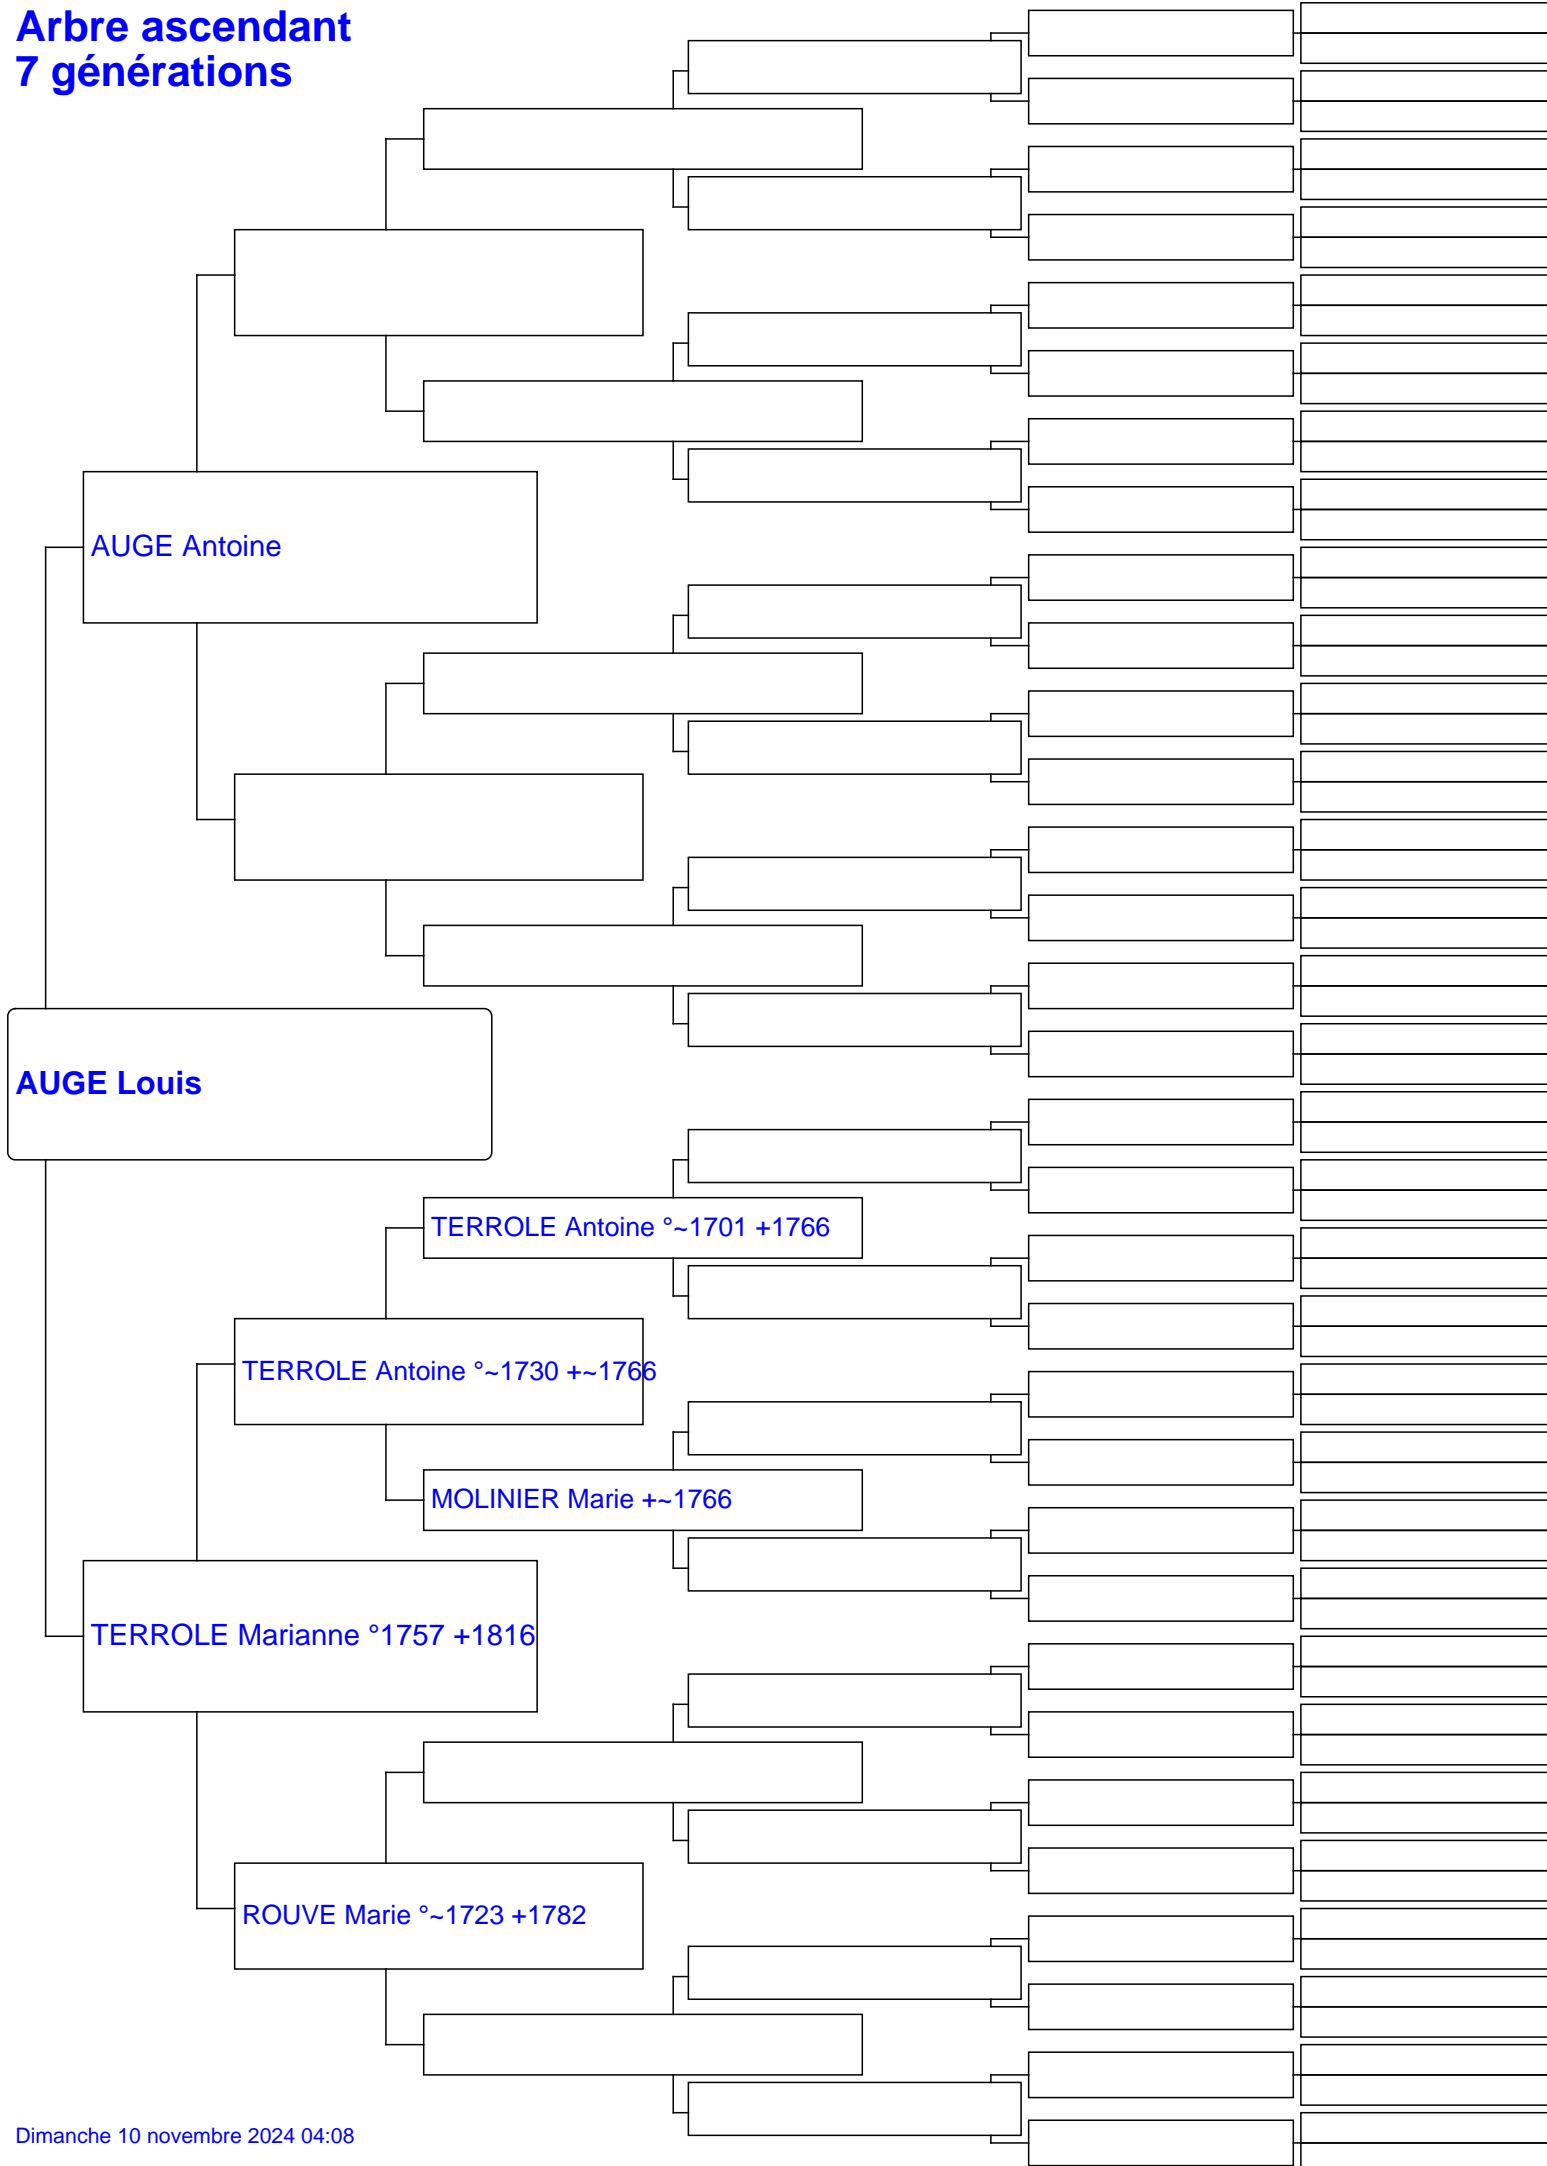 Arbre ascendant
7 générations
AUGE Antoine
AUGE Louis
TERROLE Antoine °~1701 +1766
TERROLE Antoine °~1730 +~1766
MOLINIER Marie +~1766
TERROLE Marianne °1757 +1816
ROUVE Marie °~1723 +1782
Dimanche 10 novembre 2024 04:08